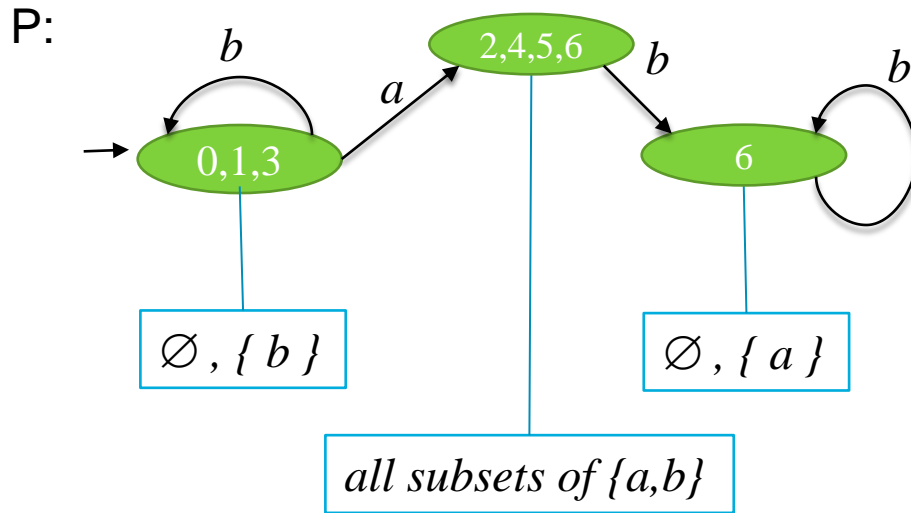 P:
b
a
2,4,5,6
b
b
0,1,3
6
∅ , { b }
∅ , { a }
all subsets of {a,b}